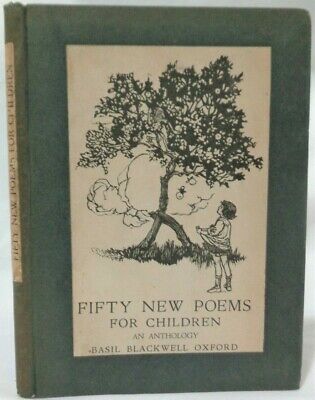 FIFTY NEW POEMS FOR CHILDREN
FIFTY NEW POEMS
FOR CHILDREN
AN ANTHOLOGY
BASIL BLACKWELL OXFORD